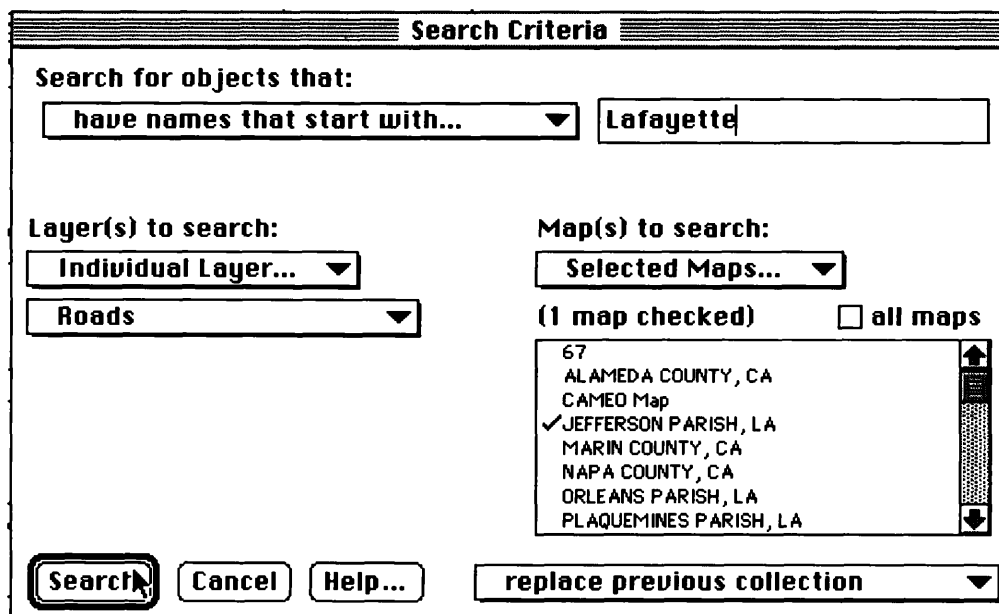 Search Criteria
Search for objects that:
have names that start with...
Lafayette
Layer(s) to search:
Individual Layer...
Roads
Map(s) to search:
Selected Maps...
(1 map checked)
all maps
67
ALAMEDA COUNTY, CA
CAMEO Map
✓JEFFERSON PARISH, LA
MARIN COUNTY, CA
NAPA COUNTY, CA
ORLEANS PARISH, LA
PLAQUEMINES PARISH, LA
Search
Cancel
Help...
replace previous collection